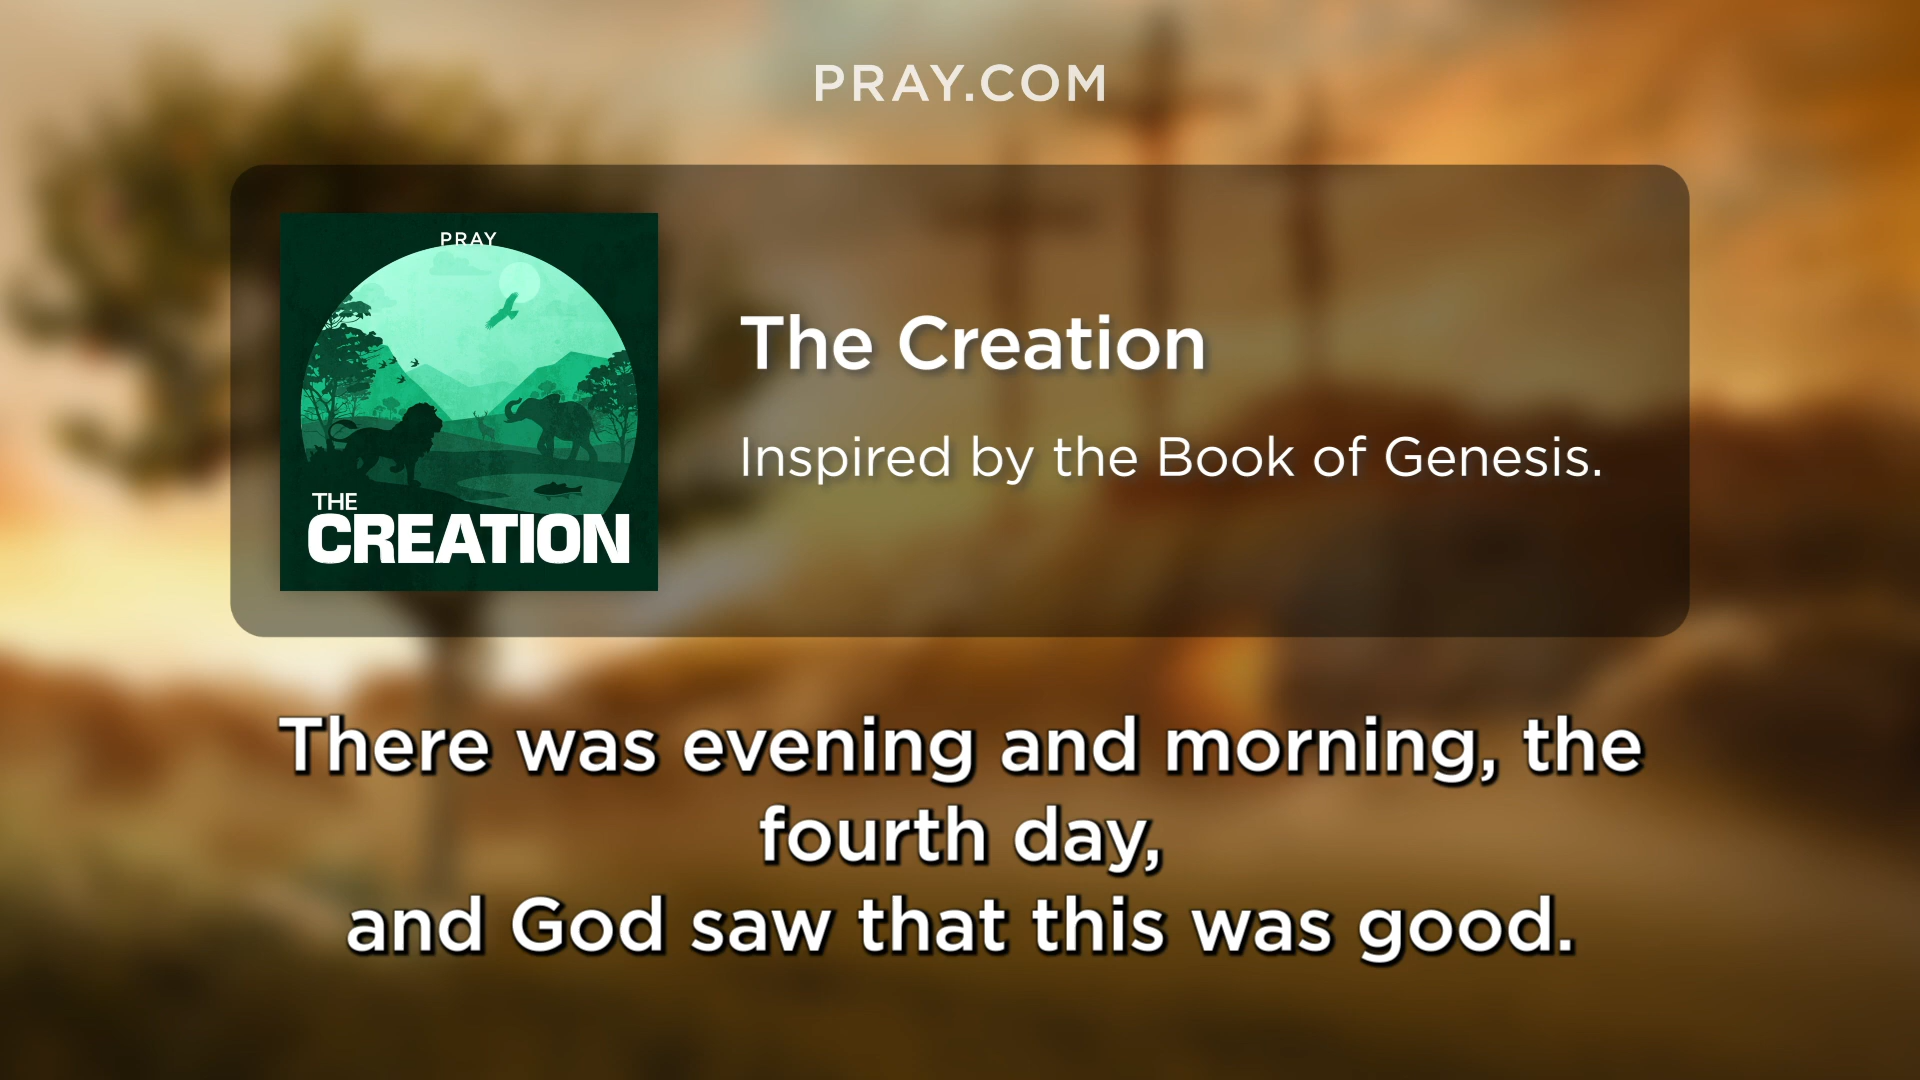 PRAY.COM
PRAY
THE
CREATION
The Creation
Inspired by the Book of Genesis.
There was evening and morning, the
fourth day,
and God saw that this was good.